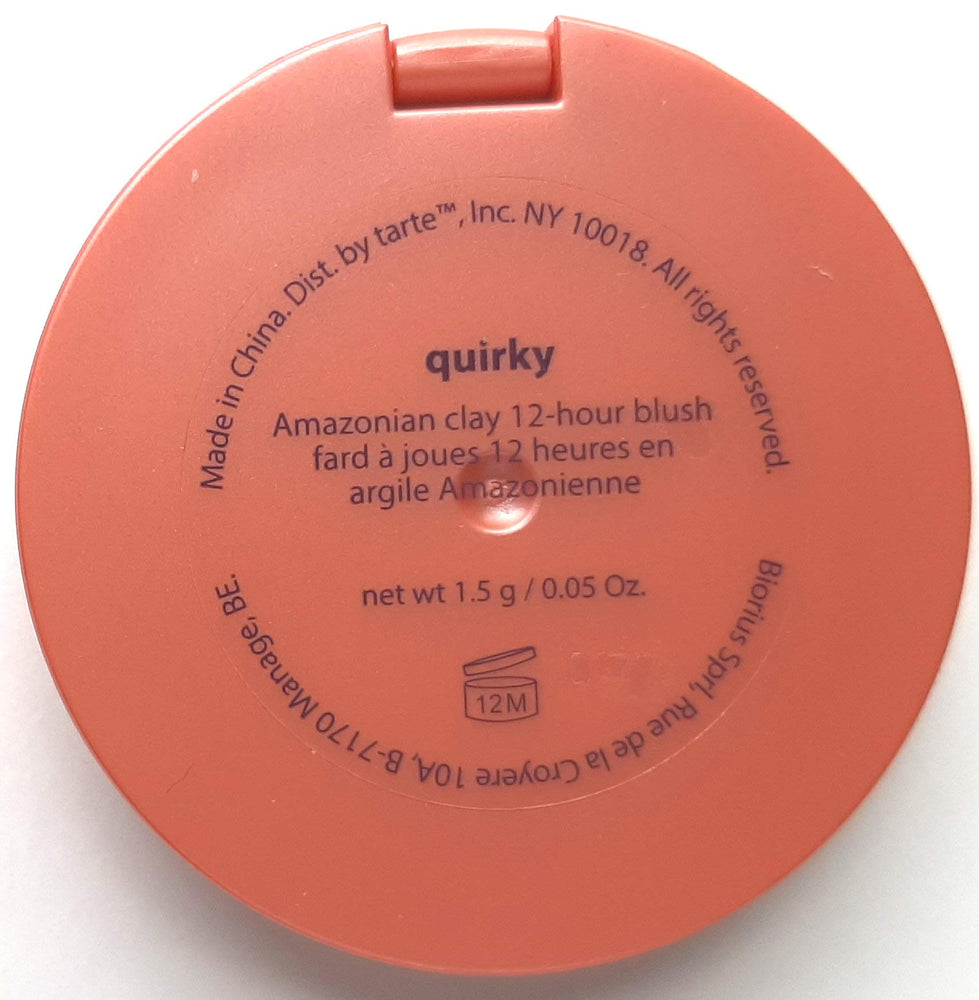 Made in China. Dist. by tarte™, Inc. NY 10018. All rights reserved.
quirky
Amazonian clay 12-hour blush
fard à joues 12 heures en
argile Amazonienne
net wt 1.5 g / 0.05 Oz.
12M
Biorius Sprl, Rue de la Croyere 10A, B-7170 Manage, BE.